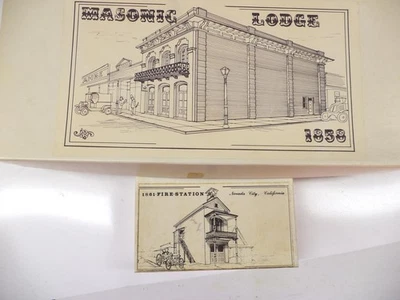 MASONIC LODGE
1858
1861·FIRE·STATION Nevada City, California